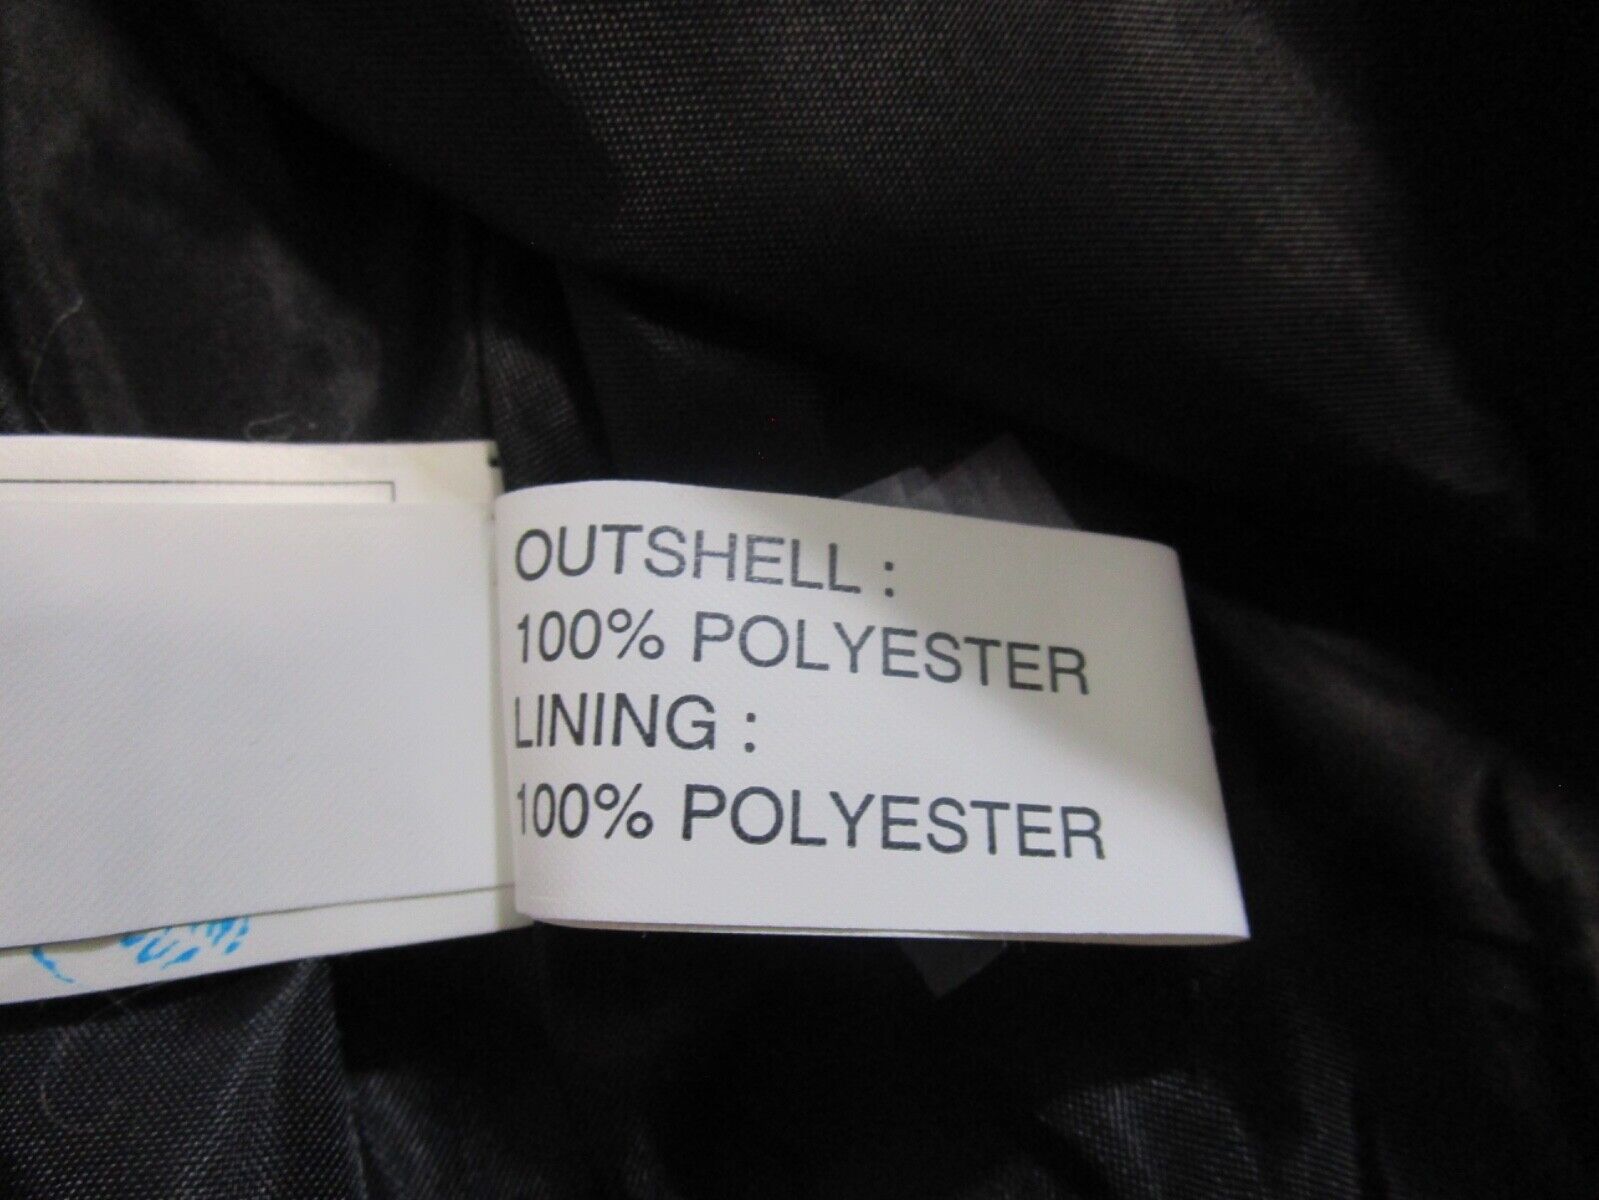 OUTSHELL :
100% POLYESTER
LINING :
100% POLYESTER